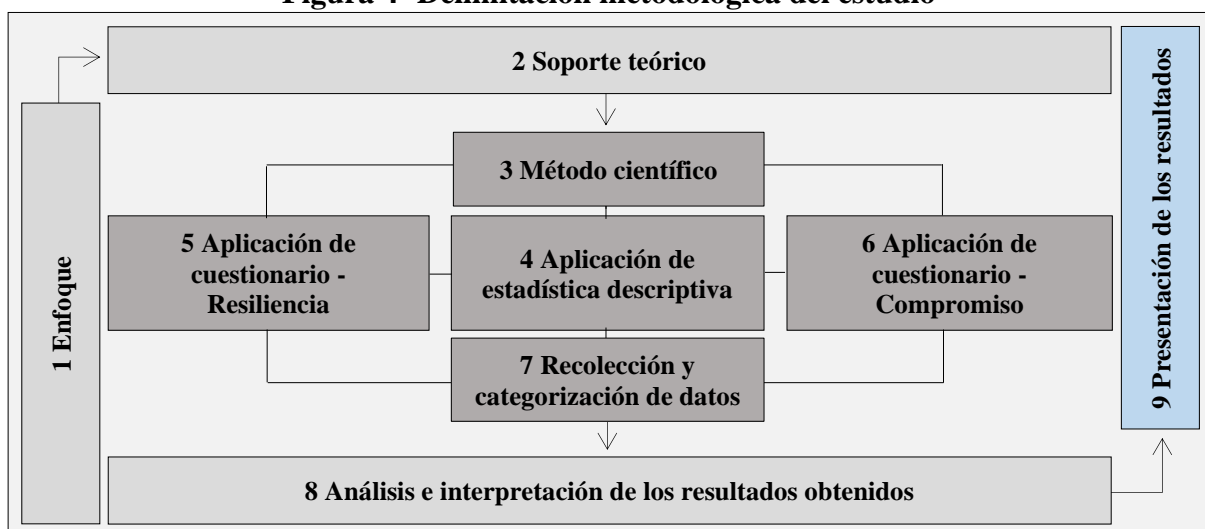 Figura 4- Delimitación metodológica del estudio
1 Enfoque
2 Soporte teórico
3 Método científico
5 Aplicación de
cuestionario -
Resiliencia
4 Aplicación de
estadística descriptiva
6 Aplicación de
cuestionario -
Compromiso
7 Recolección y
categorización de datos
8 Análisis e interpretación de los resultados obtenidos
9 Presentación de los resultados